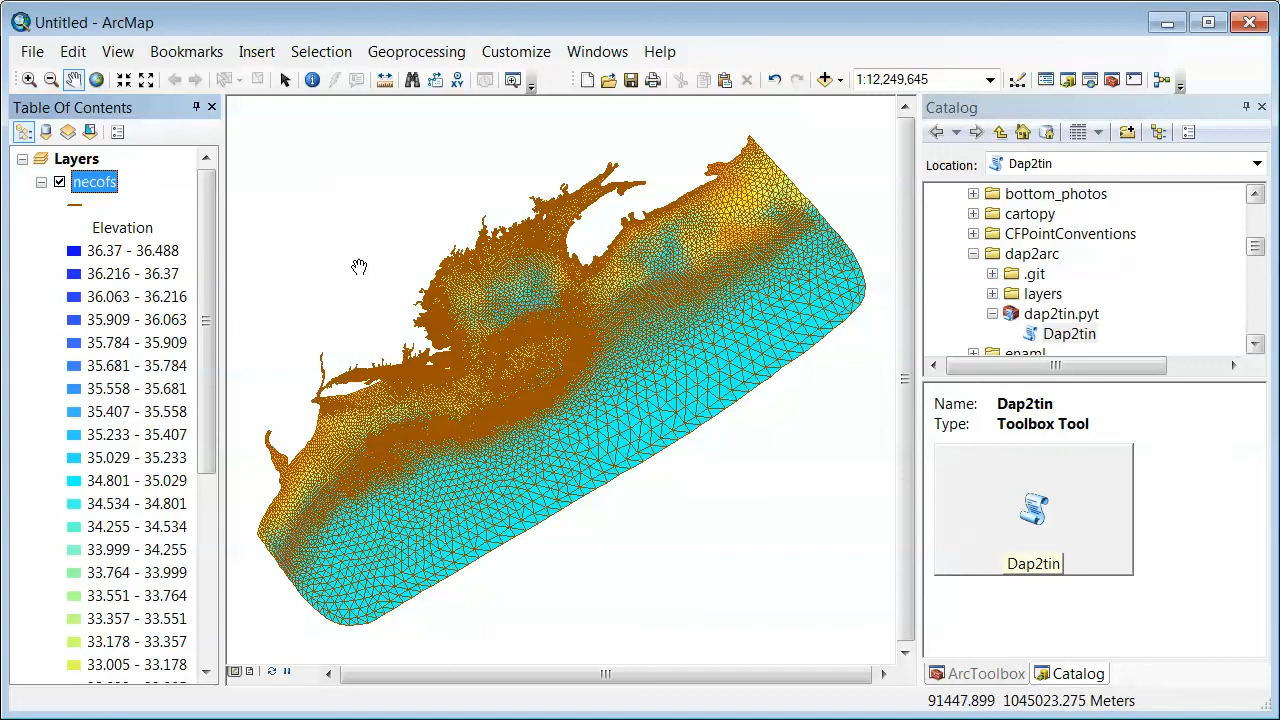 Untitled - ArcMap
File Edit View Bookmarks Insert Selection Geoprocessing Customize Windows Help
1:12,249,645
Table Of Contents
Layers
necofs
Elevation
36.37 - 36.488
36.216 - 36.37
36.063 - 36.216
35.909 - 36.063
35.784 - 35.909
35.681 - 35.784
35.558 - 35.681
35.407 - 35.558
35.233 - 35.407
35.029 - 35.233
34.801 - 35.029
34.534 - 34.801
34.255 - 34.534
33.999 - 34.255
33.764 - 33.999
33.551 - 33.764
33.357 - 33.551
33.178 - 33.357
33.005 - 33.178
Catalog
Location: Dap2tin
bottom_photos
cartopy
CFPointConventions
dap2arc
.git
layers
dap2tin.pyt
Dap2tin
enaml
Name: Dap2tin
Type: Toolbox Tool
Dap2tin
ArcToolbox Catalog
91447.899 1045023.275 Meters